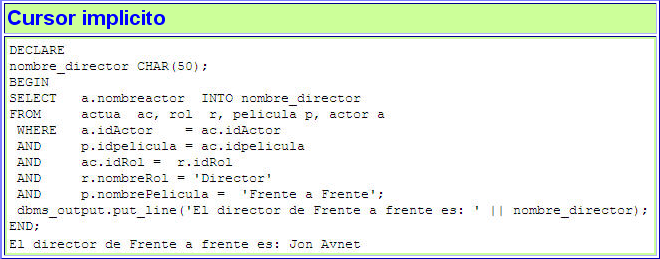 Cursor implicito
DECLARE
nombre_director CHAR(50);
BEGIN
SELECT   a.nombreactor  INTO nombre_director
FROM     actua  ac, rol  r, pelicula p, actor a
 WHERE   a.idActor    = ac.idActor
 AND     p.idpelicula = ac.idpelicula
 AND     ac.idRol =  r.idRol
 AND     r.nombreRol = 'Director'
 AND     p.nombrePelicula =  'Frente a Frente';
 dbms_output.put_line('El director de Frente a frente es: ' || nombre_director);
END;
El director de Frente a frente es: Jon Avnet